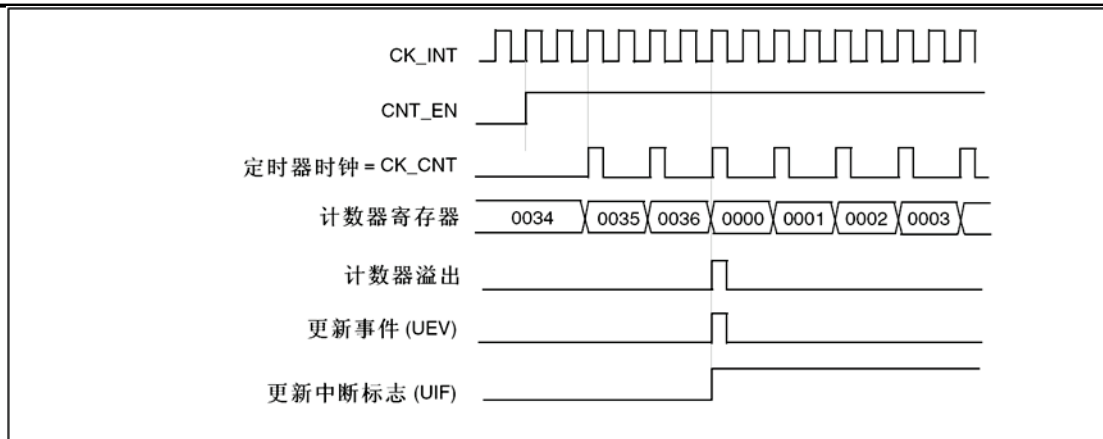 CK_INT
CNT_EN
定时器时钟 = CK_CNT
计数器寄存器 0034 0035 0036 0000 0001 0002 0003
计数器溢出
更新事件 (UEV)
更新中断标志 (UIF)